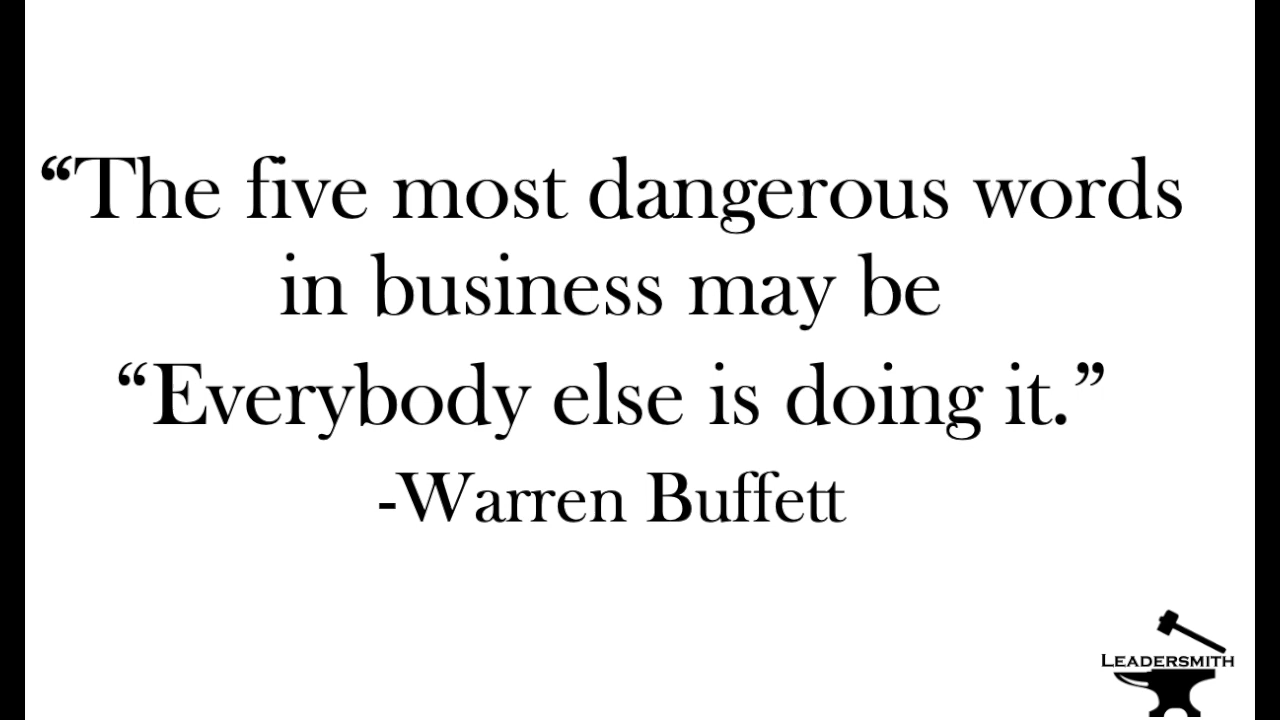 “The five most dangerous words
in business may be
“Everybody else is doing it.”
-Warren Buffett
LEADERSMITH